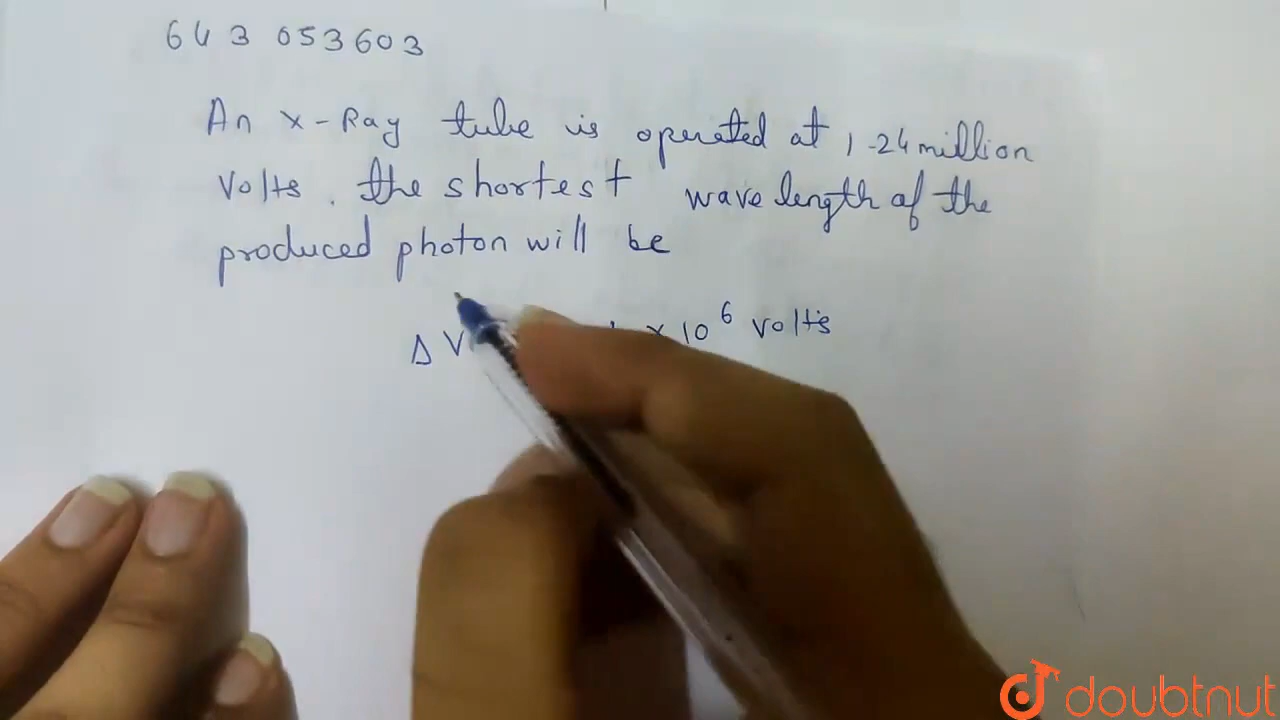 643 053603
An x-Ray tube is operated at 1.24 million
Volts. the shortest wave length of the
produced photon will be
ΔV × 10⁶ Volts
doubtnut